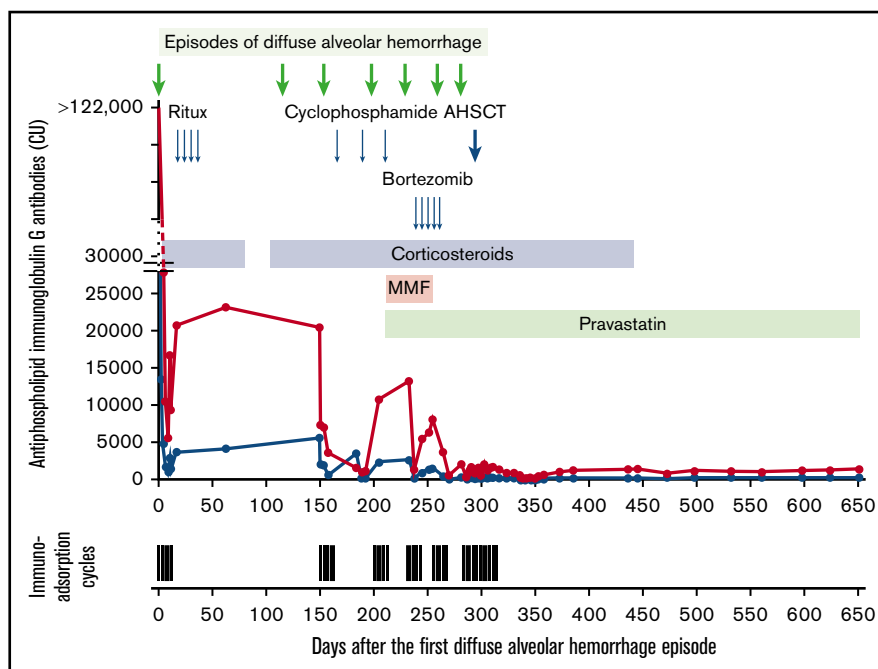 Episodes of diffuse alveolar hemorrhage
>122,000
Ritux
Cyclophosphamide AHSCT
Bortezomib
Corticosteroids
MMF
Pravastatin
Antiphospholipid immunoglobulin G antibodies (CU)
30000
25000
20000
15000
10000
5000
0
0 50 100 150 200 250 300 350 400 450 500 550 600 650
Immuno-
adsorption
cycles
0 50 100 150 200 250 300 350 400 450 500 550 600 650
Days after the first diffuse alveolar hemorrhage episode